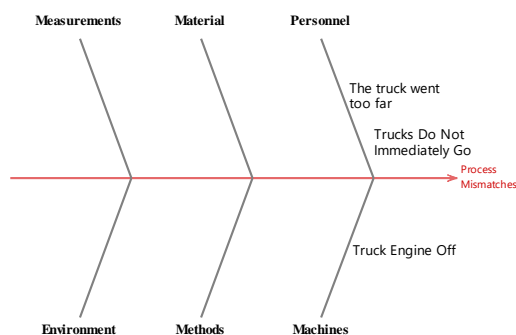 Measurements
Material
Personnel
The truck went
too far
Trucks Do Not
Immediately Go
Process
Mismatches
Truck Engine Off
Environment
Methods
Machines